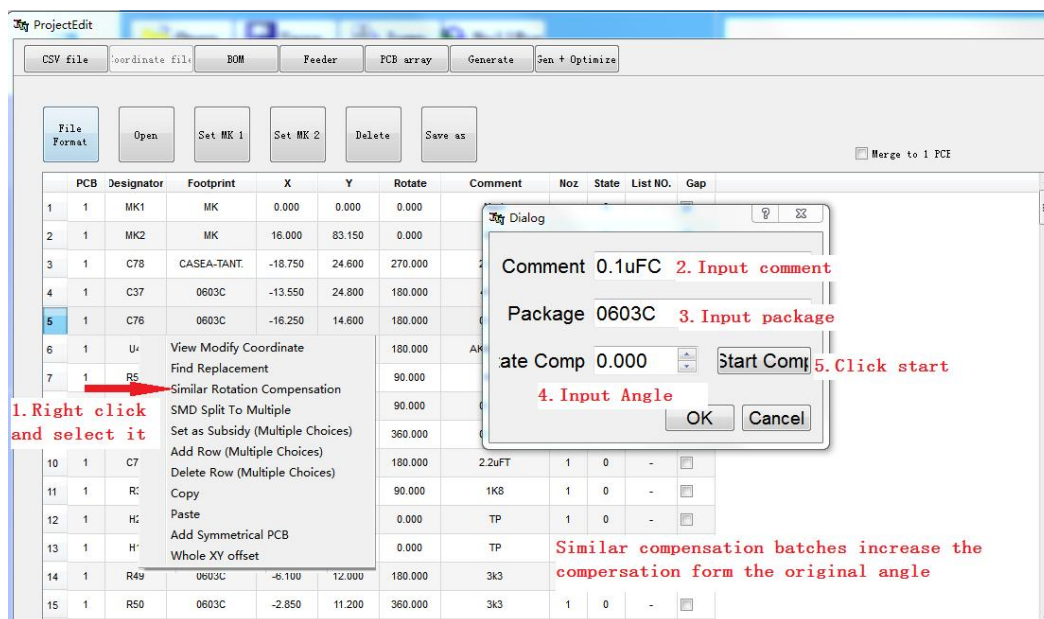 ProjectEdit
CSV file Coordinate file BOM Feeder PCB array Generate Gen + Optimize
File Format Open Set MK 1 Set MK 2 Delete Save as
Merge to 1 PCE
PCB Designator Footprint X Y Rotate Comment Noz State List NO. Gap
1 1 MK1 MK 0.000 0.000 0.000
2 1 MK2 MK 16.000 83.150 0.000
3 1 C78 CASEA-TANT. -18.750 24.600 270.000
4 1 C37 0603C -13.550 24.800 180.000
5 1 C76 0603C -16.250 14.600 180.000
6 1 180.000
7 1 R5 90.000
90.000
360.000
10 1 C7 180.000 2.2uFT 1 0 -
11 1 90.000 1K8 1 0 -
12 1 0.000 TP 1 0 -
13 1 0.000 TP
14 1 R49 0603C -6.100 12.000 180.000 3k3
15 1 R50 0603C -2.850 11.200 360.000 3k3 1 0 -
View Modify Coordinate
Find Replacement
Similar Rotation Compensation
SMD Split To Multiple
Set as Subsidy (Multiple Choices)
Add Row (Multiple Choices)
Delete Row (Multiple Choices)
Copy
Paste
Add Symmetrical PCB
Whole XY offset
1. Right click
and select it
Dialog
Comment 0.1uFC 2. Input comment
Package 0603C 3. Input package
ate Comp 0.000 Start Comp 5. Click start
4. Input Angle
OK Cancel
Similar compensation batches increase the
compersation form the original angle